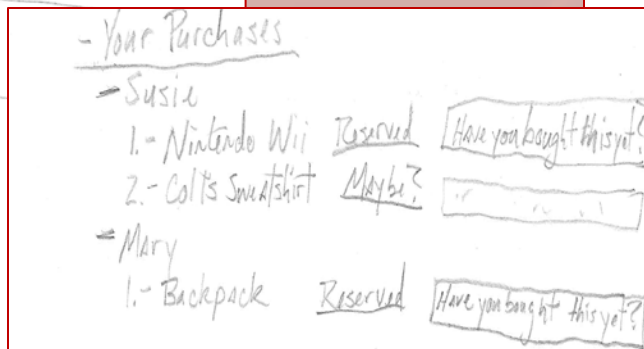 - Your Purchases
- Susie
1.- Nintendo Wii Reserved Have you bought this yet?
2.- Colt's Sweatshirt Maybe?
- Mary
1.- Backpack Reserved Have you bought this yet?